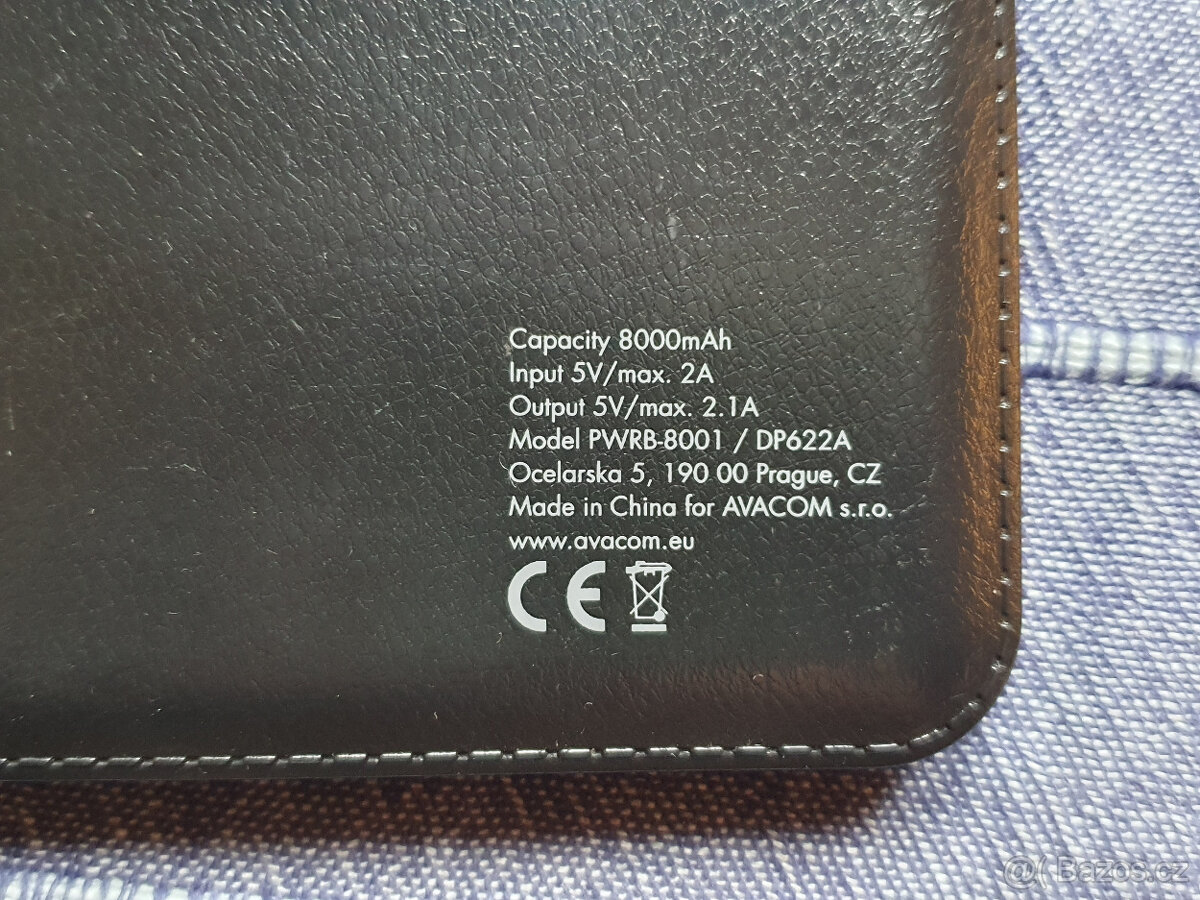 Capacity 8000mAh
Input 5V/max. 2A
Output 5V/max. 2.1A
Model PWRB-8001 / DP622A
Ocelarska 5, 190 00 Prague, CZ
Made in China for AVACOM s.r.o.
www.avacom.eu
CE
@( Bazos.cz